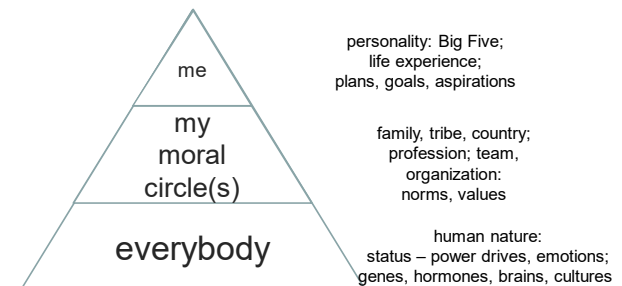 me
personality: Big Five;
life experience;
plans, goals, aspirations
my
moral
circle(s)
family, tribe, country;
profession; team,
organization:
norms, values
everybody
human nature:
status – power drives, emotions;
genes, hormones, brains, cultures